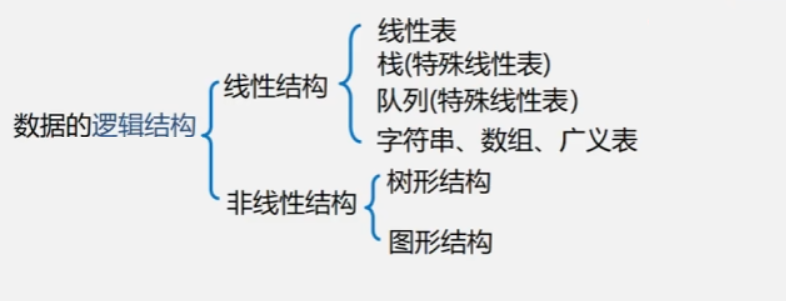 数据的逻辑结构
线性结构
线性表
栈(特殊线性表)
队列(特殊线性表)
字符串、数组、广义表
非线性结构
树形结构
图形结构